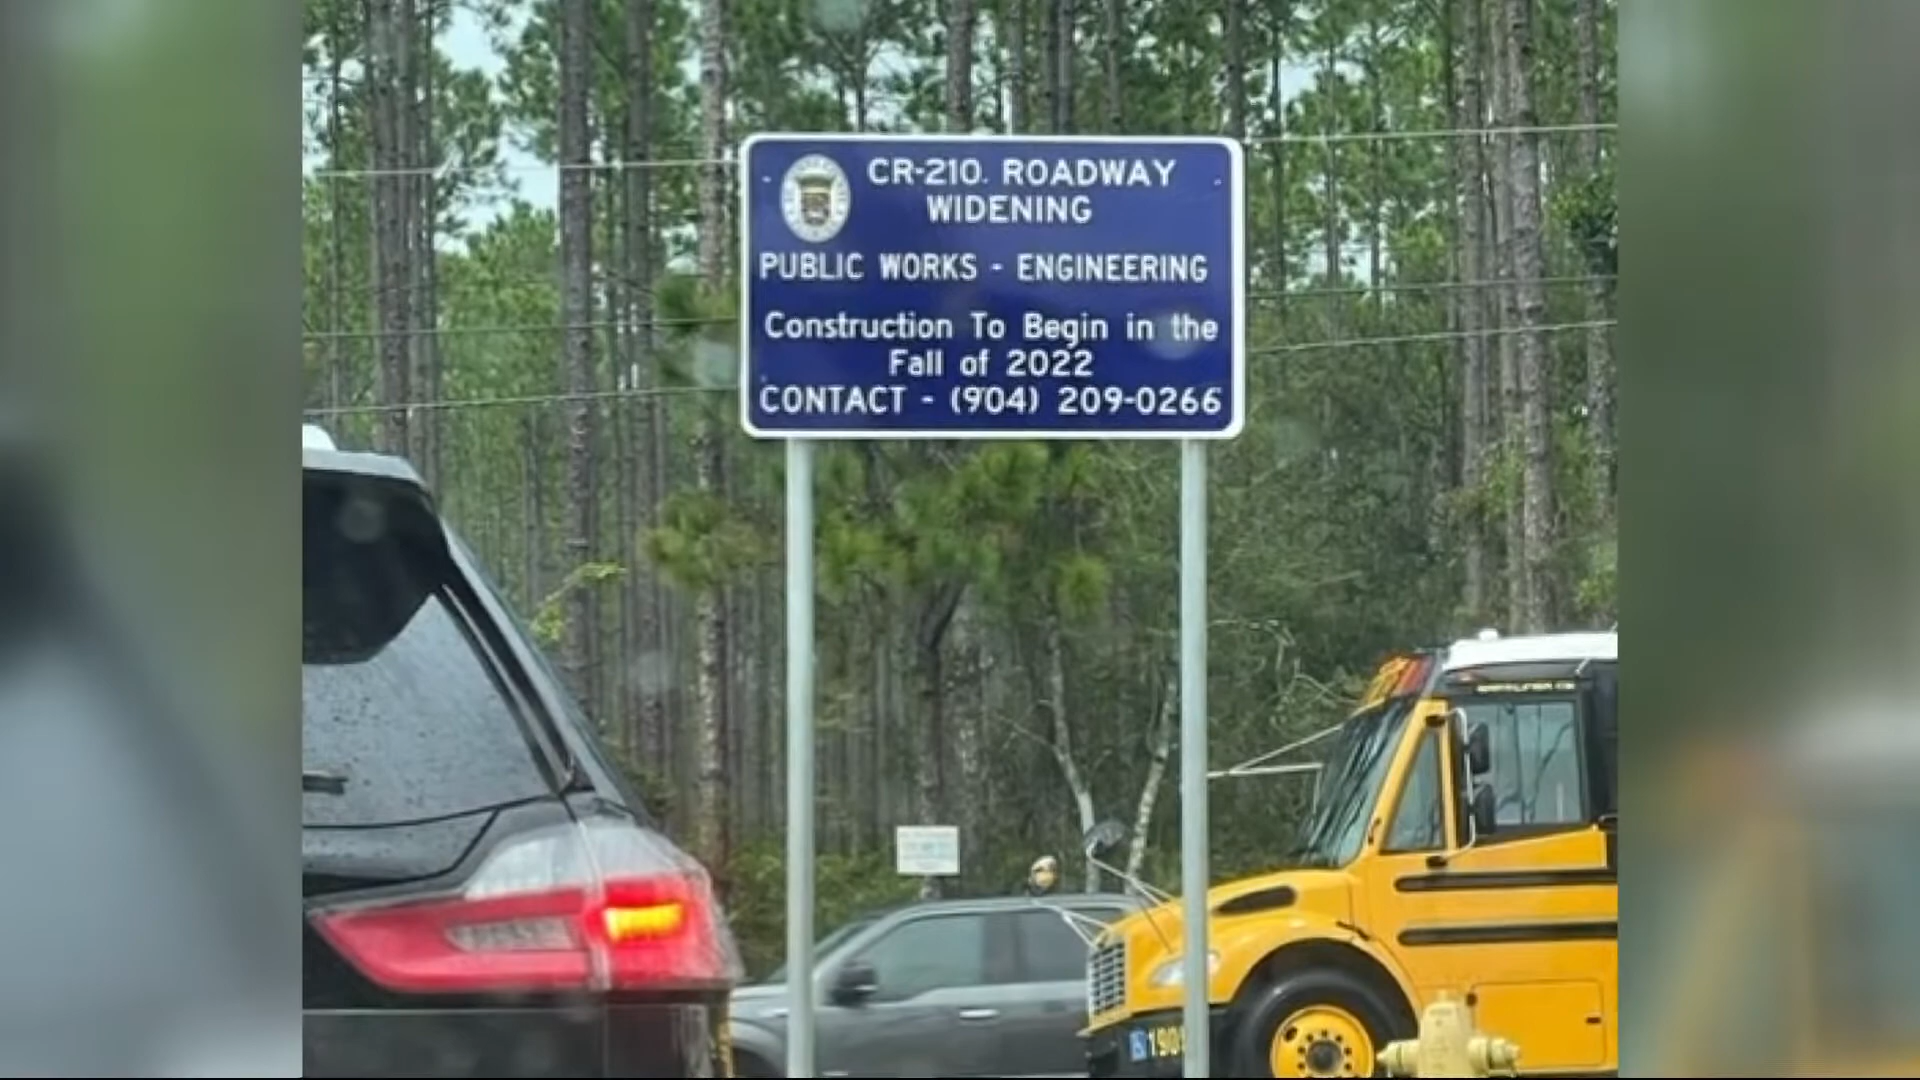 CR-210. ROADWAY
WIDENING
PUBLIC WORKS - ENGINEERING
Construction To Begin in the
Fall of 2022
CONTACT - (904) 209-0266